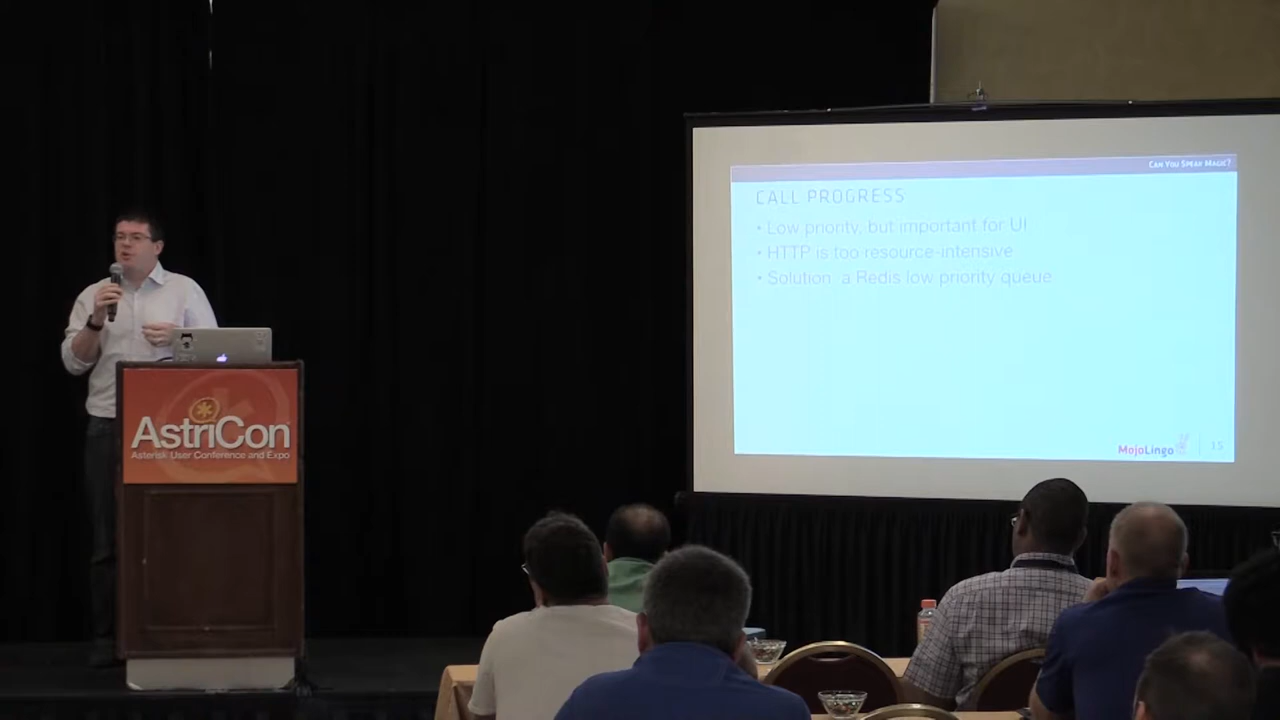 CAN YOU SPEAK MAGIC?
CALL PROGRESS
• Low priority, but important for UI
• HTTP is too resource-intensive
• Solution: a Redis low priority queue
MojoLingo
15
AstriCon
Asterisk User Conference and Expo